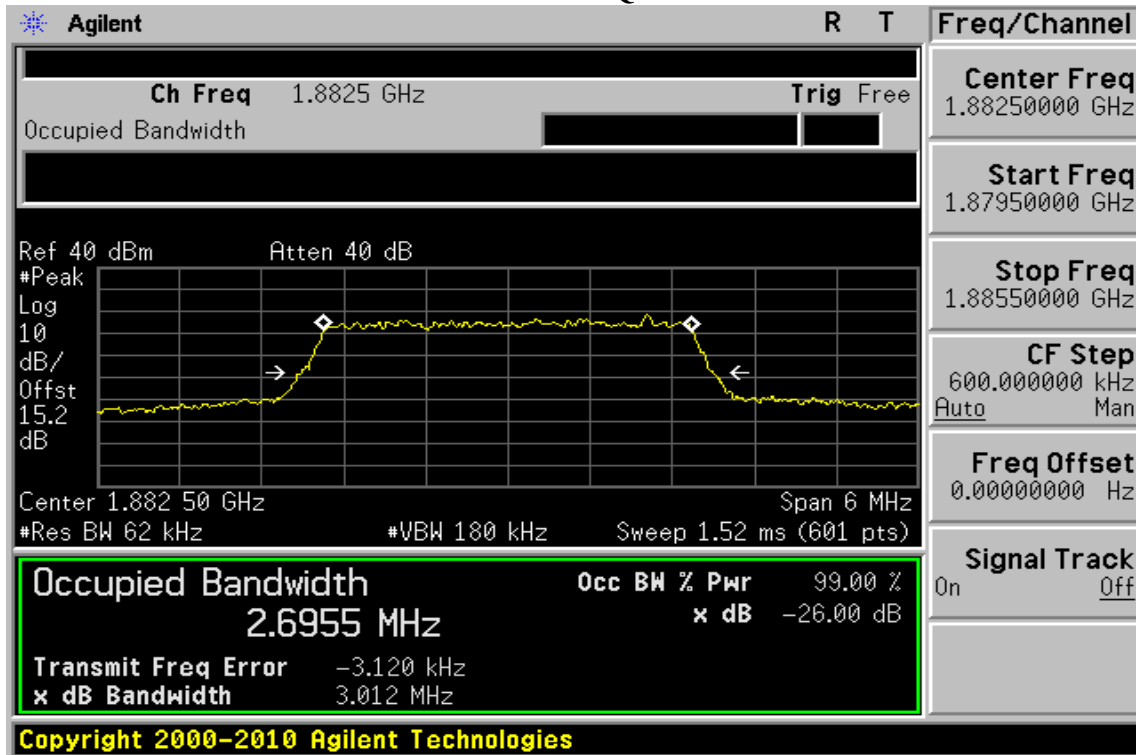 Agilent R T
Freq/Channel
Ch Freq 1.8825 GHz Trig Free
Occupied Bandwidth
Center Freq
1.88250000 GHz
Start Freq
1.87950000 GHz
Stop Freq
1.88550000 GHz
CF Step
600.000000 kHz
Auto Man
Freq Offset
0.00000000 Hz
Signal Track
On Off
Ref 40 dBm Atten 40 dB
#Peak
Log
10
dB/
Offst
15.2
dB
Center 1.882 50 GHz Span 6 MHz
#Res BW 62 kHz #VBW 180 kHz Sweep 1.52 ms (601 pts)
Occupied Bandwidth Occ BW % Pwr 99.00 %
2.6955 MHz x dB -26.00 dB
Transmit Freq Error -3.120 kHz
x dB Bandwidth 3.012 MHz
Copyright 2000-2010 Agilent Technologies